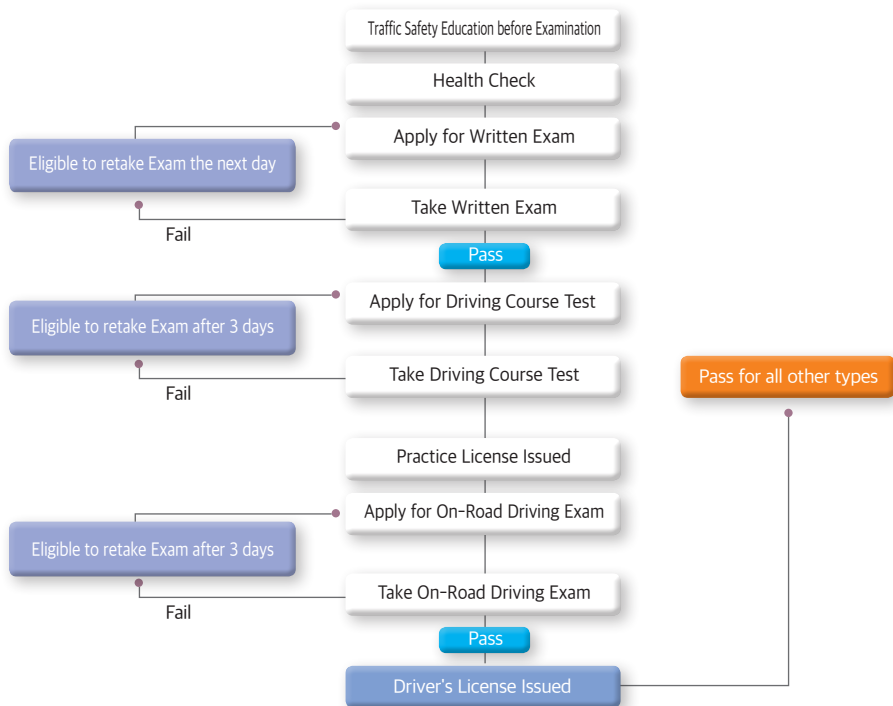 Traffic Safety Education before Examination
Health Check
Apply for Written Exam
Eligible to retake Exam the next day
Take Written Exam
Fail
Pass
Apply for Driving Course Test
Eligible to retake Exam after 3 days
Take Driving Course Test
Fail
Pass for all other types
Practice License Issued
Apply for On-Road Driving Exam
Eligible to retake Exam after 3 days
Take On-Road Driving Exam
Fail
Pass
Driver's License Issued